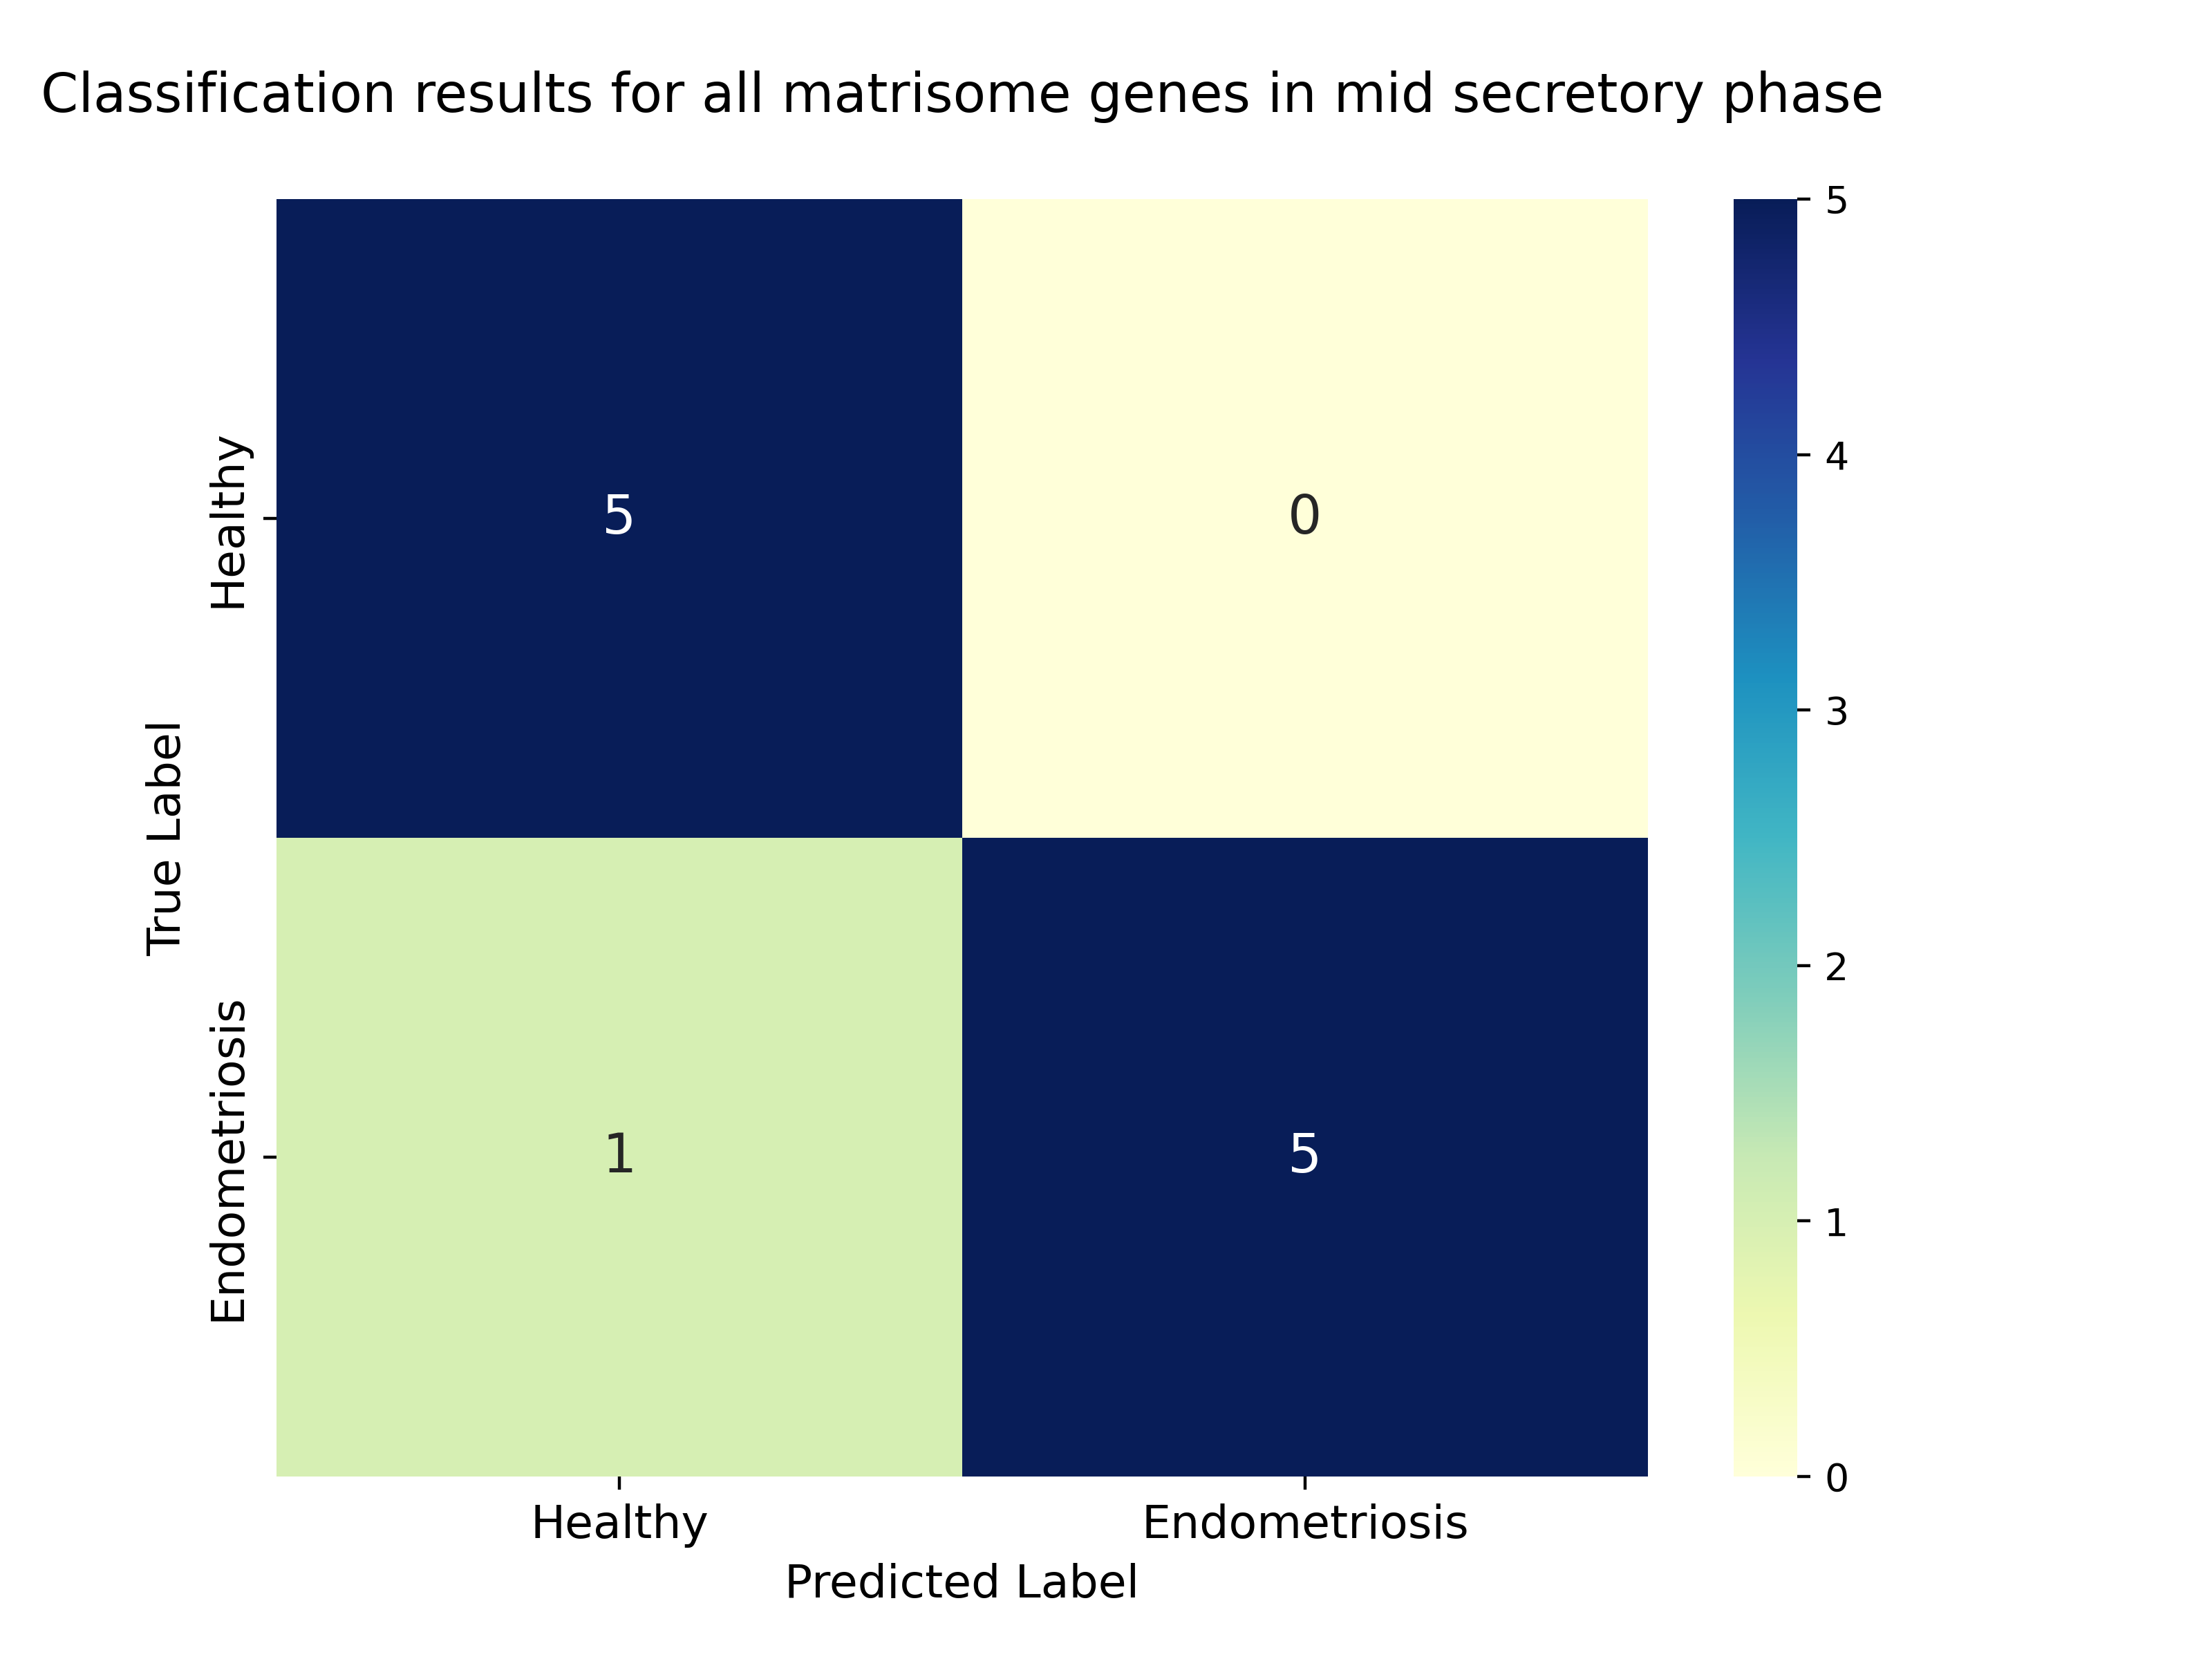 Classification results for all matrisome genes in mid secretory phase
True Label
Healthy
Endometriosis
5
0
1
5
Healthy
Endometriosis
Predicted Label
5
4
3
2
1
0